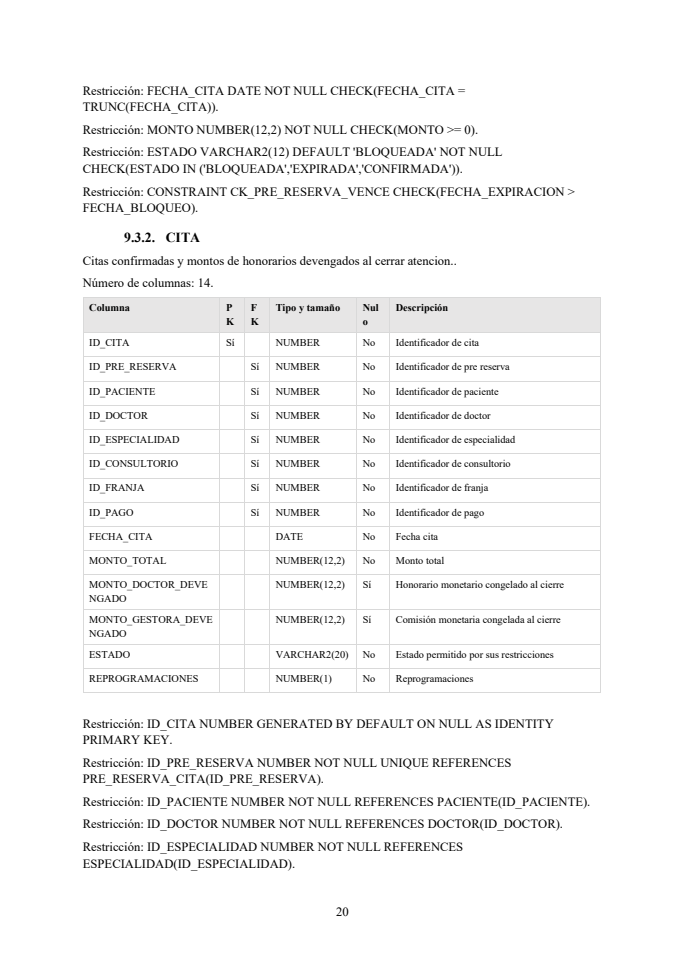 Restricción: FECHA_CITA DATE NOT NULL CHECK(FECHA_CITA =
TRUNC(FECHA_CITA)).
Restricción: MONTO NUMBER(12,2) NOT NULL CHECK(MONTO >= 0).
Restricción: ESTADO VARCHAR2(12) DEFAULT 'BLOQUEADA' NOT NULL
CHECK(ESTADO IN ('BLOQUEADA','EXPIRADA','CONFIRMADA')).
Restricción: CONSTRAINT CK_PRE_RESERVA_VENCE CHECK(FECHA_EXPIRACION >
FECHA_BLOQUEO).
9.3.2. CITA
Citas confirmadas y montos de honorarios devengados al cerrar atencion..
Número de columnas: 14.
Columna P F Tipo y tamaño Nul Descripción
K K o
ID_CITA Sí NUMBER No Identificador de cita
ID_PRE_RESERVA Sí NUMBER No Identificador de pre reserva
ID_PACIENTE Sí NUMBER No Identificador de paciente
ID_DOCTOR Sí NUMBER No Identificador de doctor
ID_ESPECIALIDAD Sí NUMBER No Identificador de especialidad
ID_CONSULTORIO Sí NUMBER No Identificador de consultorio
ID_FRANJA Sí NUMBER No Identificador de franja
ID_PAGO Sí NUMBER No Identificador de pago
FECHA_CITA DATE No Fecha cita
MONTO_TOTAL NUMBER(12,2) No Monto total
MONTO_DOCTOR_DEVE NUMBER(12,2) Sí Honorario monetario congelado al cierre
NGADO
MONTO_GESTORA_DEVE NUMBER(12,2) Sí Comisión monetaria congelada al cierre
NGADO
ESTADO VARCHAR2(20) No Estado permitido por sus restricciones
REPROGRAMACIONES NUMBER(1) No Reprogramaciones
Restricción: ID_CITA NUMBER GENERATED BY DEFAULT ON NULL AS IDENTITY
PRIMARY KEY.
Restricción: ID_PRE_RESERVA NUMBER NOT NULL UNIQUE REFERENCES
PRE_RESERVA_CITA(ID_PRE_RESERVA).
Restricción: ID_PACIENTE NUMBER NOT NULL REFERENCES PACIENTE(ID_PACIENTE).
Restricción: ID_DOCTOR NUMBER NOT NULL REFERENCES DOCTOR(ID_DOCTOR).
Restricción: ID_ESPECIALIDAD NUMBER NOT NULL REFERENCES
ESPECIALIDAD(ID_ESPECIALIDAD).
20